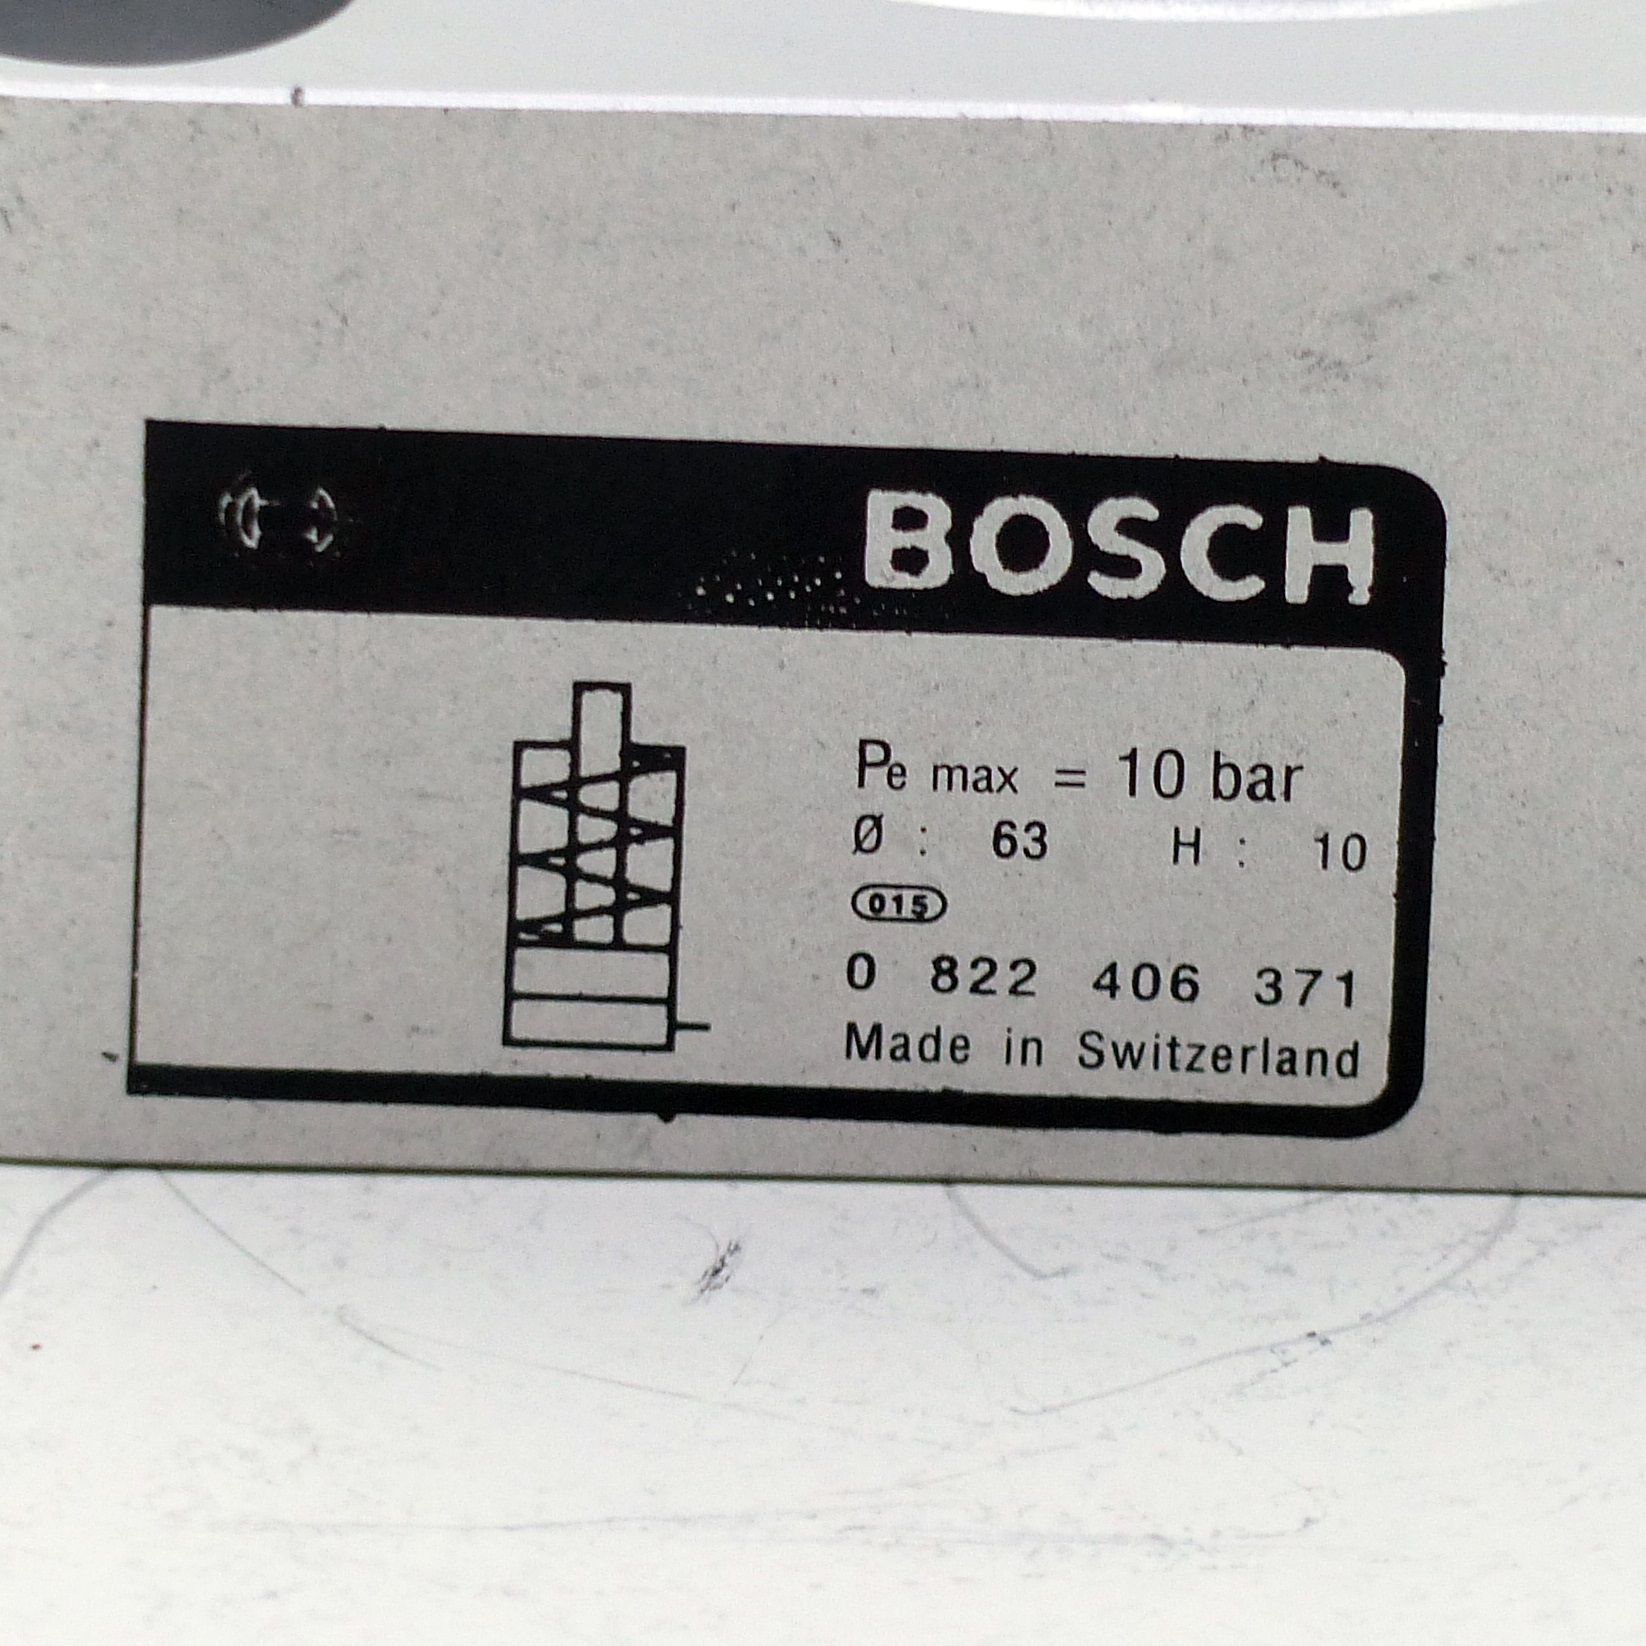 BOSCH
Pe max = 10 bar
Ø : 63 H : 10
015
0 822 406 371
Made in Switzerland